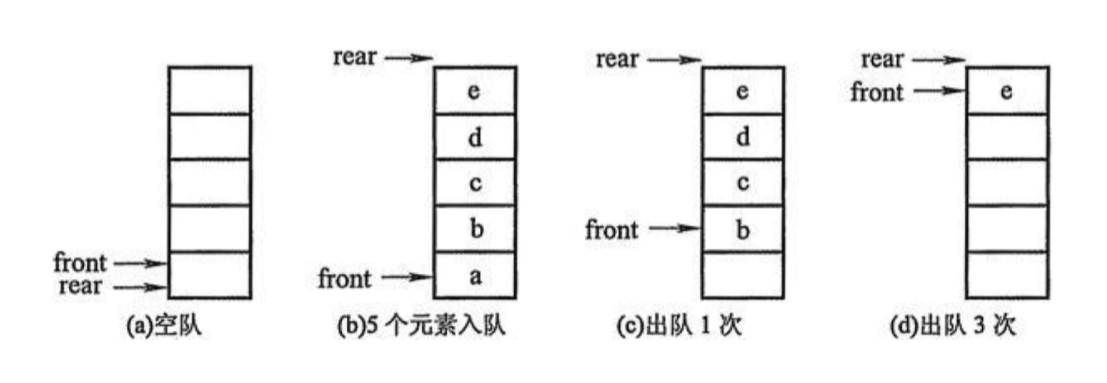 front
rear
(a)空队
rear
e
d
c
b
front
a
(b)5个元素入队
rear
e
d
c
front
b
(c)出队1次
rear
front
e
(d)出队3次